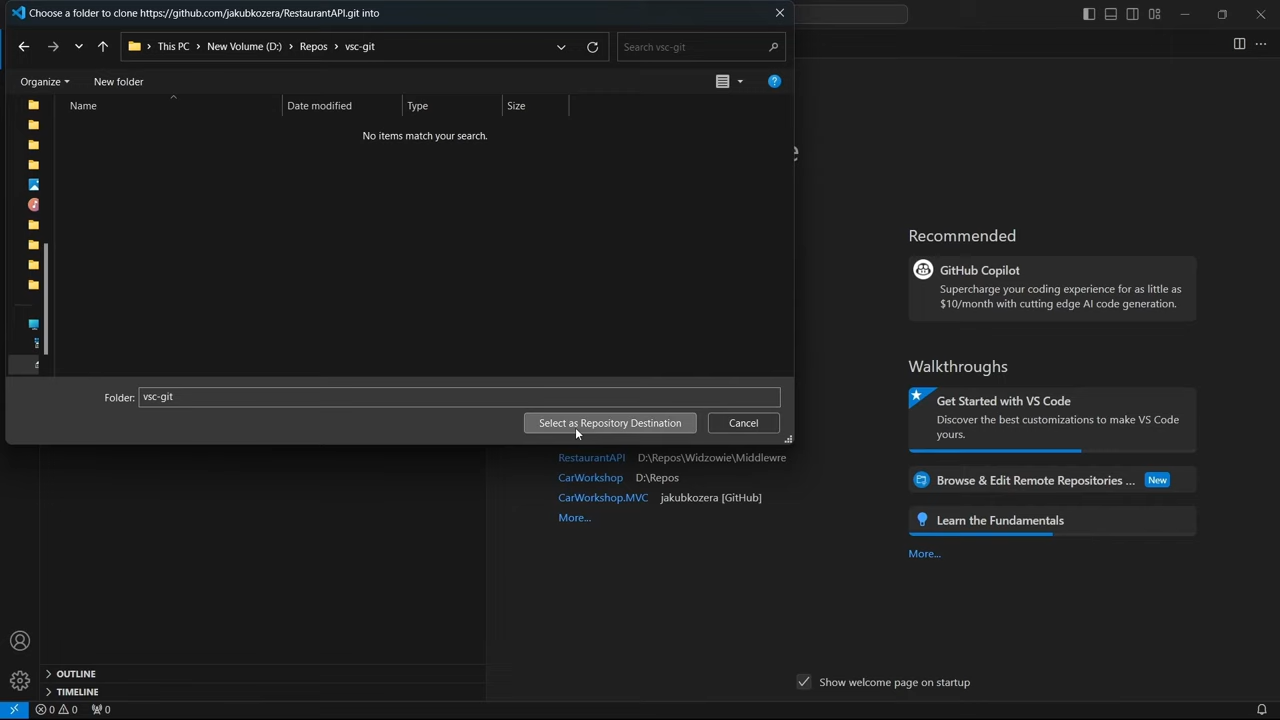 Choose a folder to clone https://github.com/jakubkozera/RestaurantAPI.git into
This PC > New Volume (D:) > Repos > vsc-git
Search vsc-git
Organize
New folder
Name
Date modified
Type
Size
No items match your search.
Folder:
vsc-git
Select as Repository Destination
Cancel
RestaurantAPI D:\Repos\Widzowie\Middlewre
CarWorkshop D:\Repos
CarWorkshop.MVC jakubkozera [GitHub]
More...
Recommended
GitHub Copilot
Supercharge your coding experience for as little as
$10/month with cutting edge AI code generation.
Walkthroughs
Get Started with VS Code
Discover the best customizations to make VS Code
yours.
Browse & Edit Remote Repositories ...
New
Learn the Fundamentals
More...
Show welcome page on startup
OUTLINE
TIMELINE
0 0 0